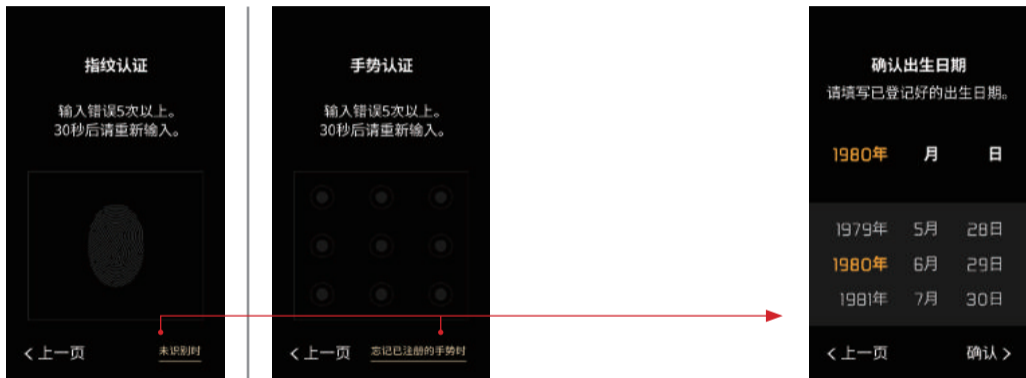 指纹认证
输入错误5次以上。
30秒后请重新输入。
上一页
未识别时
手势认证
输入错误5次以上。
30秒后请重新输入。
上一页
忘记已注册的手势时
确认出生日期
请填写已登记好的出生日期。
1980年 月 日
1979年 5月 28日
1980年 6月 29日
1981年 7月 30日
上一页 确认